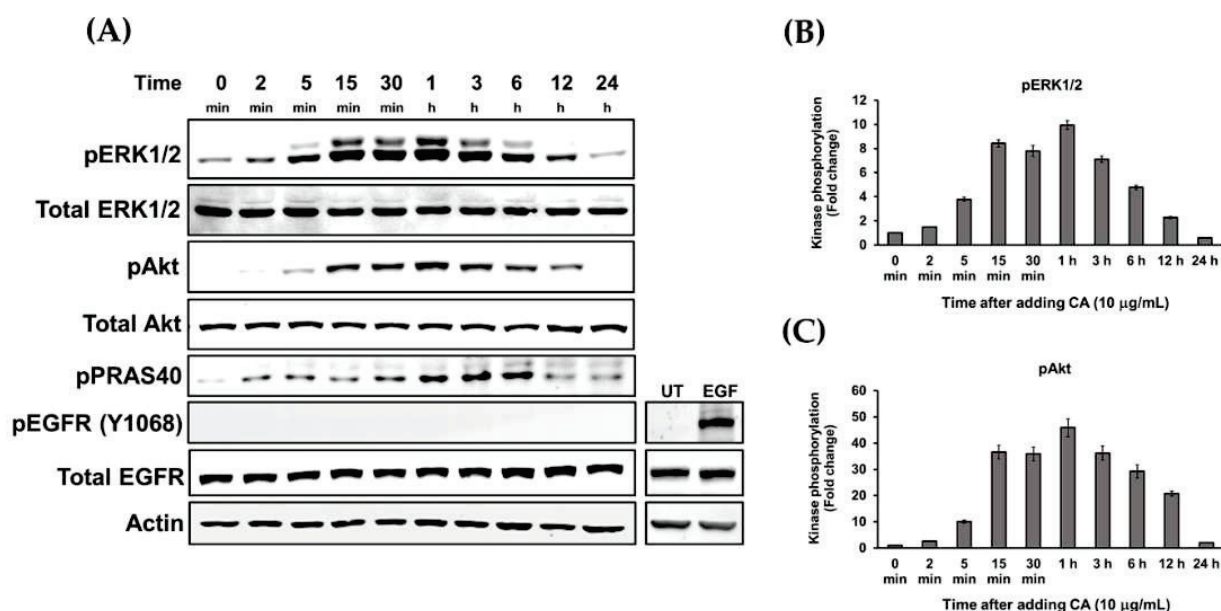 (A)
Time 0 2 5 15 30 1 3 6 12 24
min min min min min h h h h h
pERK1/2
Total ERK1/2
pAkt
Total Akt
pPRAS40
UT EGF
pEGFR (Y1068)
Total EGFR
Actin
(B)
pERK1/2
Kinase phosphorylation
(Fold change)
12
10
8
6
4
2
0
0 2 5 15 30 1 h 3 h 6 h 12 h 24 h
min min min min min
Time after adding CA (10 µg/mL)
(C)
pAkt
Kinase phosphorylation
(Fold change)
60
50
40
30
20
10
0
0 2 5 15 30 1 h 3 h 6 h 12 h 24 h
min min min min min
Time after adding CA (10 µg/mL)